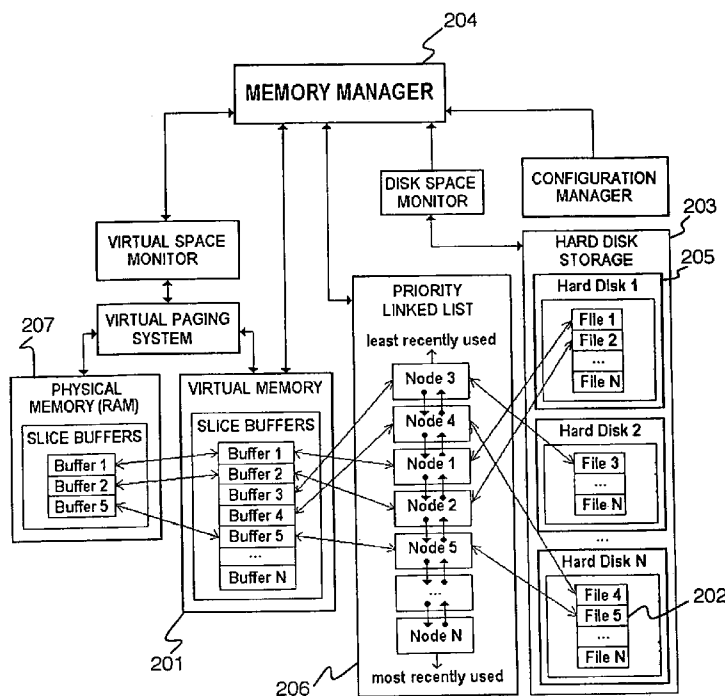 204
MEMORY MANAGER
DISK SPACE
MONITOR
CONFIGURATION
MANAGER
VIRTUAL SPACE
MONITOR
VIRTUAL PAGING
SYSTEM
207
PHYSICAL
MEMORY (RAM)
SLICE BUFFERS
Buffer 1
Buffer 2
Buffer 5
VIRTUAL MEMORY
SLICE BUFFERS
Buffer 1
Buffer 2
Buffer 3
Buffer 4
Buffer 5
...
Buffer N
201
PRIORITY
LINKED LIST
least recently used
Node 3
Node 4
Node 1
Node 2
Node 5
...
Node N
most recently used
206
203
HARD DISK
STORAGE
205
Hard Disk 1
File 1
File 2
...
File N
Hard Disk 2
File 3
...
File N
...
Hard Disk N
File 4
File 5
...
File N
202